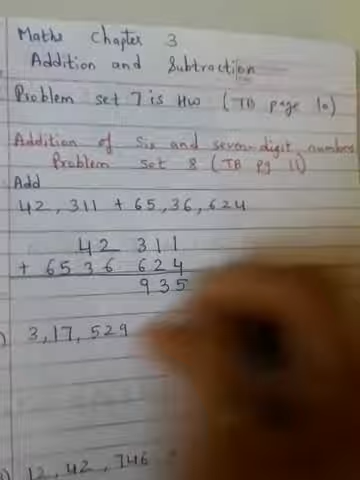 Maths Chapter 3
Addition and Subtraction
Problem set 7 is HW (TB page 10)
Addition of Six and seven-digit numbers
Problem set 8 (TB pg 11)
Add
42,311 + 65,36,624
42 311
+ 6536 624
935
) 3,17,529
) 12,42,746